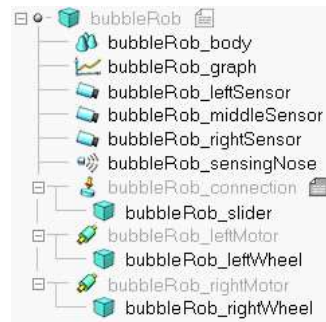 bubbleRob
bubbleRob_body
bubbleRob_graph
bubbleRob_leftSensor
bubbleRob_middleSensor
bubbleRob_rightSensor
bubbleRob_sensingNose
bubbleRob_connection
bubbleRob_slider
bubbleRob_leftMotor
bubbleRob_leftWheel
bubbleRob_rightMotor
bubbleRob_rightWheel